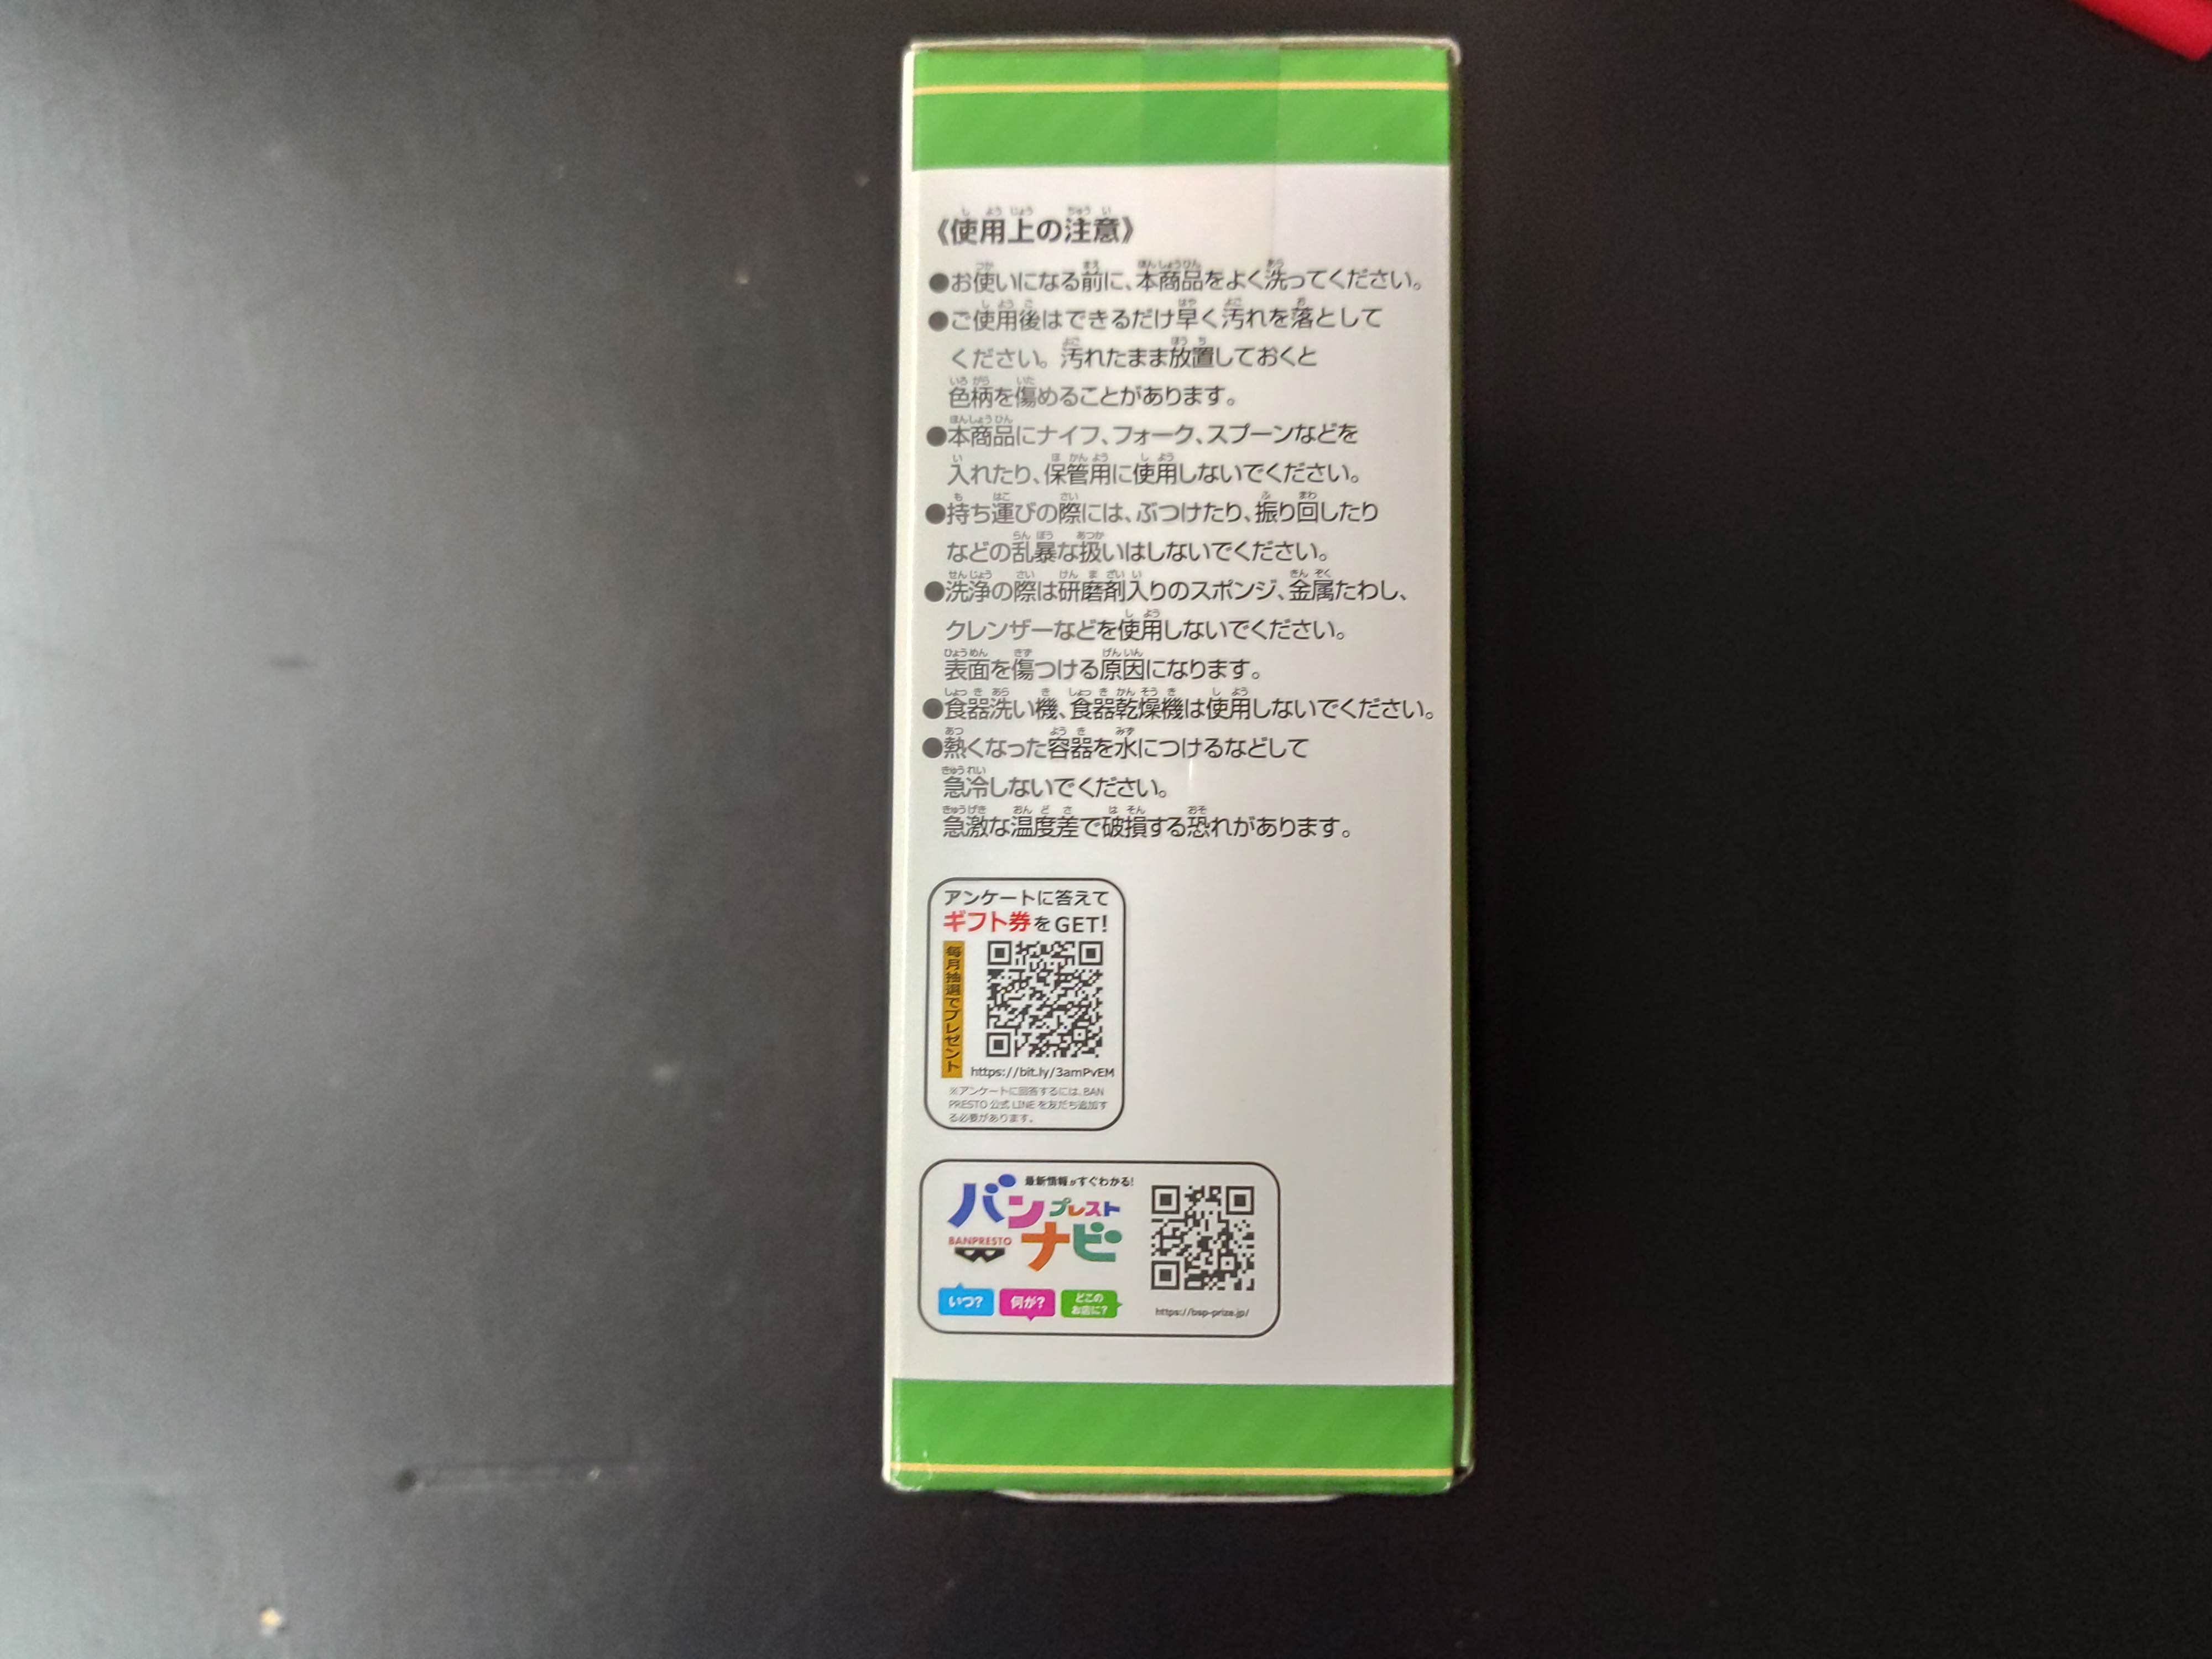 《使用上の注意》
●お使いになる前に、本商品をよく洗ってください。
●ご使用後はできるだけ早く汚れを落として
ください。汚れたまま放置しておくと
色柄を傷めることがあります。
●本商品にナイフ、フォーク、スプーンなどを
入れたり、保管用に使用しないでください。
●持ち運びの際には、ぶつけたり、振り回したり
などの乱暴な扱いはしないでください。
●洗浄の際は研磨剤入りのスポンジ、金属たわし、
クレンザーなどを使用しないでください。
表面を傷つける原因になります。
●食器洗い機、食器乾燥機は使用しないでください。
●熱くなった容器を水につけるなどして
急冷しないでください。
急激な温度差で破損する恐れがあります。
アンケートに答えて
ギフト券をGET!
毎月抽選でプレゼント
https://bit.ly/3amPvEM
※アンケートに回答するには、BAN
PRESTO 公式 LINE を友だち追加す
る必要があります。
最新情報がすぐわかる!
バンプレスト
ナビ
BANPRESTO
いつ?
何が?
どこの
お店に?
https://bsp-prize.jp/